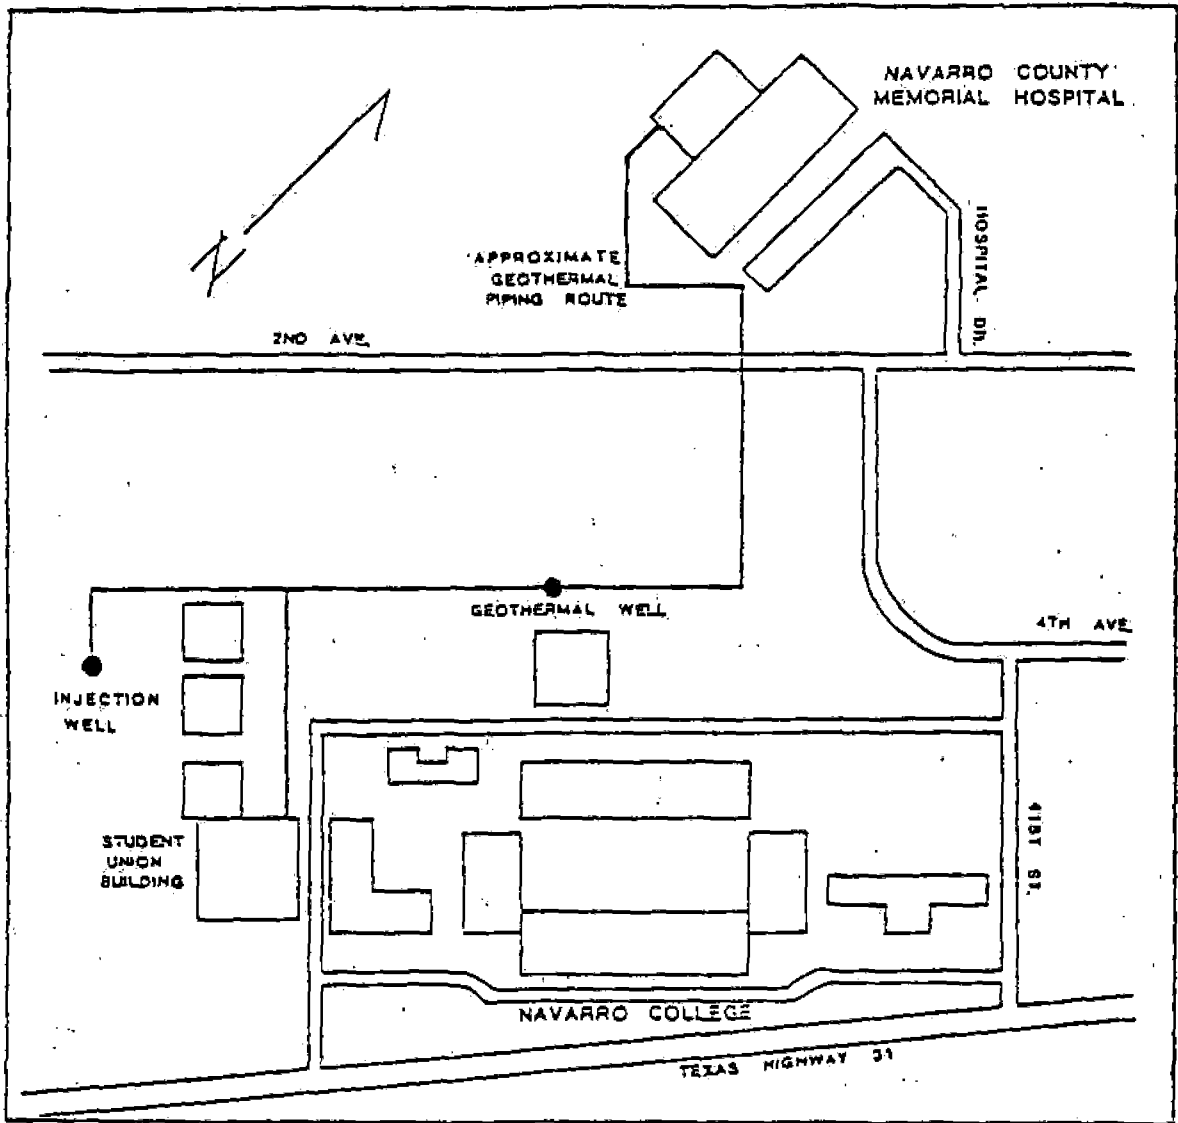 NAVARRO COUNTY
MEMORIAL HOSPITAL
N
HOSPITAL DR.
APPROXIMATE
GEOTHERMAL
PIPING ROUTE
2ND AVE.
GEOTHERMAL WELL
4TH AVE.
INJECTION
WELL
STUDENT
UNION
BUILDING
41ST ST.
NAVARRO COLLEGE
TEXAS HIGHWAY 31